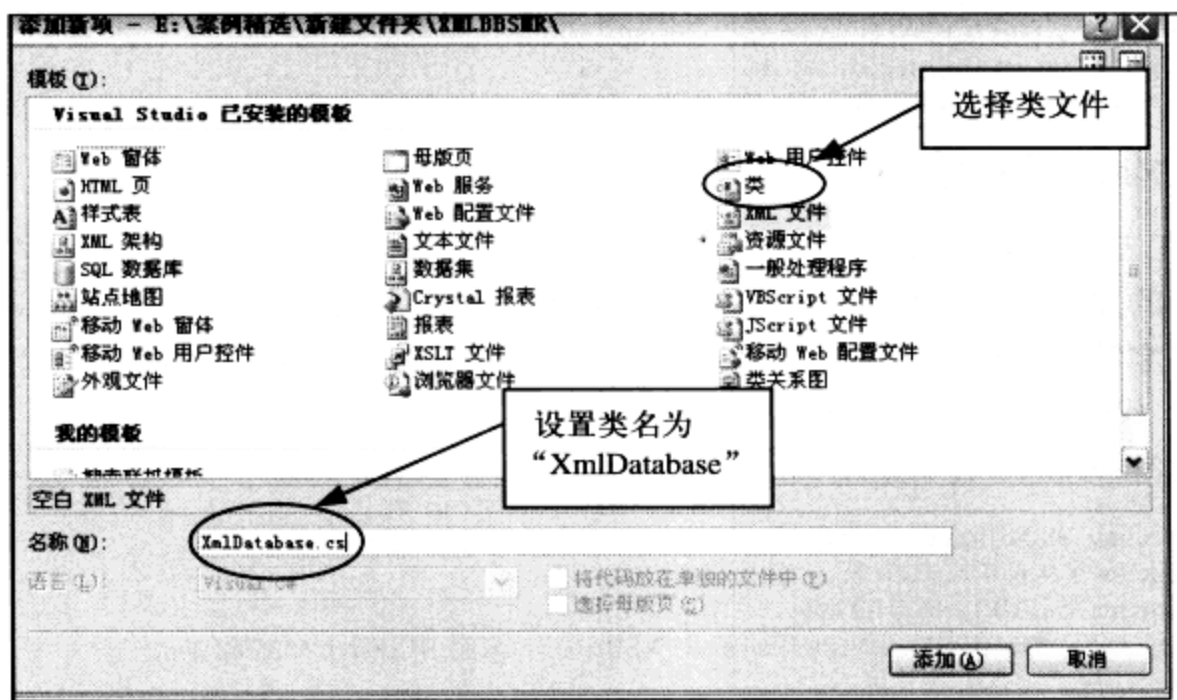 添加新项 - E:\案例精选\新建文件夹\XMLBBSMR\
模板(T):
选择类文件
Visual Studio 已安装的模板
Web 窗体 母版页 Web 用户控件
HTML 页 Web 服务 类
样式表 Web 配置文件 XML 文件
XML 架构 文本文件 资源文件
SQL 数据库 数据集 一般处理程序
站点地图 Crystal 报表 VBScript 文件
移动 Web 窗体 报表 JScript 文件
移动 Web 用户控件 XSLT 文件 移动 Web 配置文件
外观文件 浏览器文件 类关系图
我的模板
设置类名为
“XmlDatabase”
搜索联机模板
空白 XML 文件
名称(N): XmlDatabase.cs
语言(L): Visual C# 将代码放在单独的文件中(P)
选择母版页(S)
添加(A) 取消